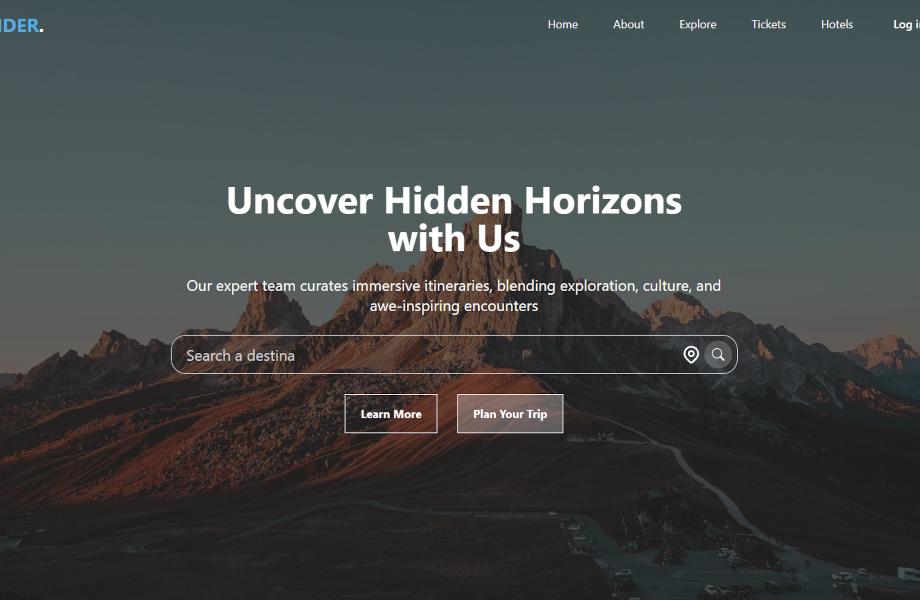 IDER.
Home About Explore Tickets Hotels Log i
Uncover Hidden Horizons
with Us
Our expert team curates immersive itineraries, blending exploration, culture, and
awe-inspiring encounters
Search a destina
Learn More Plan Your Trip